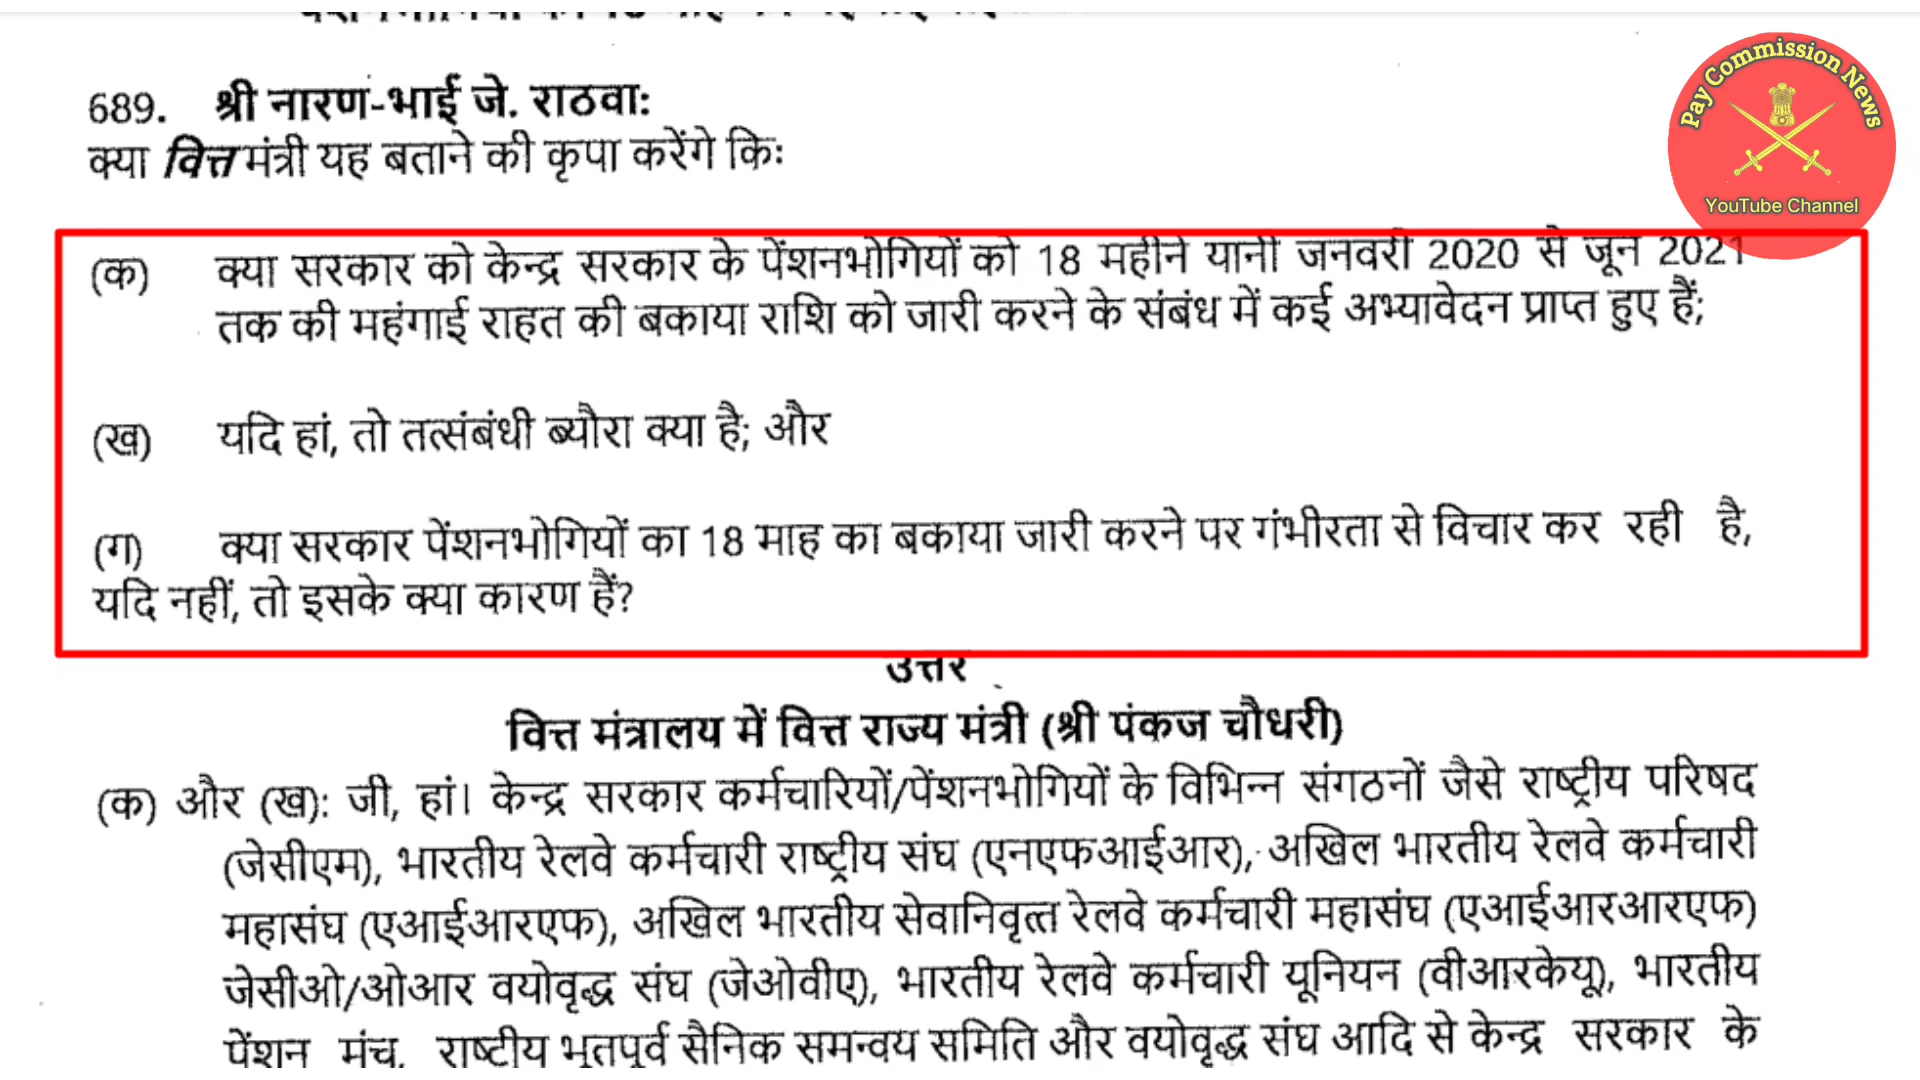 689. श्री नारण-भाई जे. राठवा:
क्या वित्त मंत्री यह बताने की कृपा करेंगे कि:
Pay Commission News
YouTube Channel
(क) क्या सरकार को केन्द्र सरकार के पेंशनभोगियों को 18 महीने यानी जनवरी 2020 से जून 2021
तक की महंगाई राहत की बकाया राशि को जारी करने के संबंध में कई अभ्यावेदन प्राप्त हुए हैं;
(ख) यदि हां, तो तत्संबंधी ब्यौरा क्या है; और
(ग) क्या सरकार पेंशनभोगियों का 18 माह का बकाया जारी करने पर गंभीरता से विचार कर रही है,
यदि नहीं, तो इसके क्या कारण हैं?
उत्तर
वित्त मंत्रालय में वित्त राज्य मंत्री (श्री पंकज चौधरी)
(क) और (ख): जी, हां। केन्द्र सरकार कर्मचारियों/पेंशनभोगियों के विभिन्न संगठनों जैसे राष्ट्रीय परिषद
(जेसीएम), भारतीय रेलवे कर्मचारी राष्ट्रीय संघ (एनएफआईआर), अखिल भारतीय रेलवे कर्मचारी
महासंघ (एआईआरएफ), अखिल भारतीय सेवानिवृत्त रेलवे कर्मचारी महासंघ (एआईआरआरएफ)
जेसीओ/ओआर वयोवृद्ध संघ (जेओवीए), भारतीय रेलवे कर्मचारी यूनियन (वीआरकेयू), भारतीय
पेंशन मंच, राष्ट्रीय भूतपूर्व सैनिक समन्वय समिति और वयोवृद्ध संघ आदि से केन्द्र सरकार के